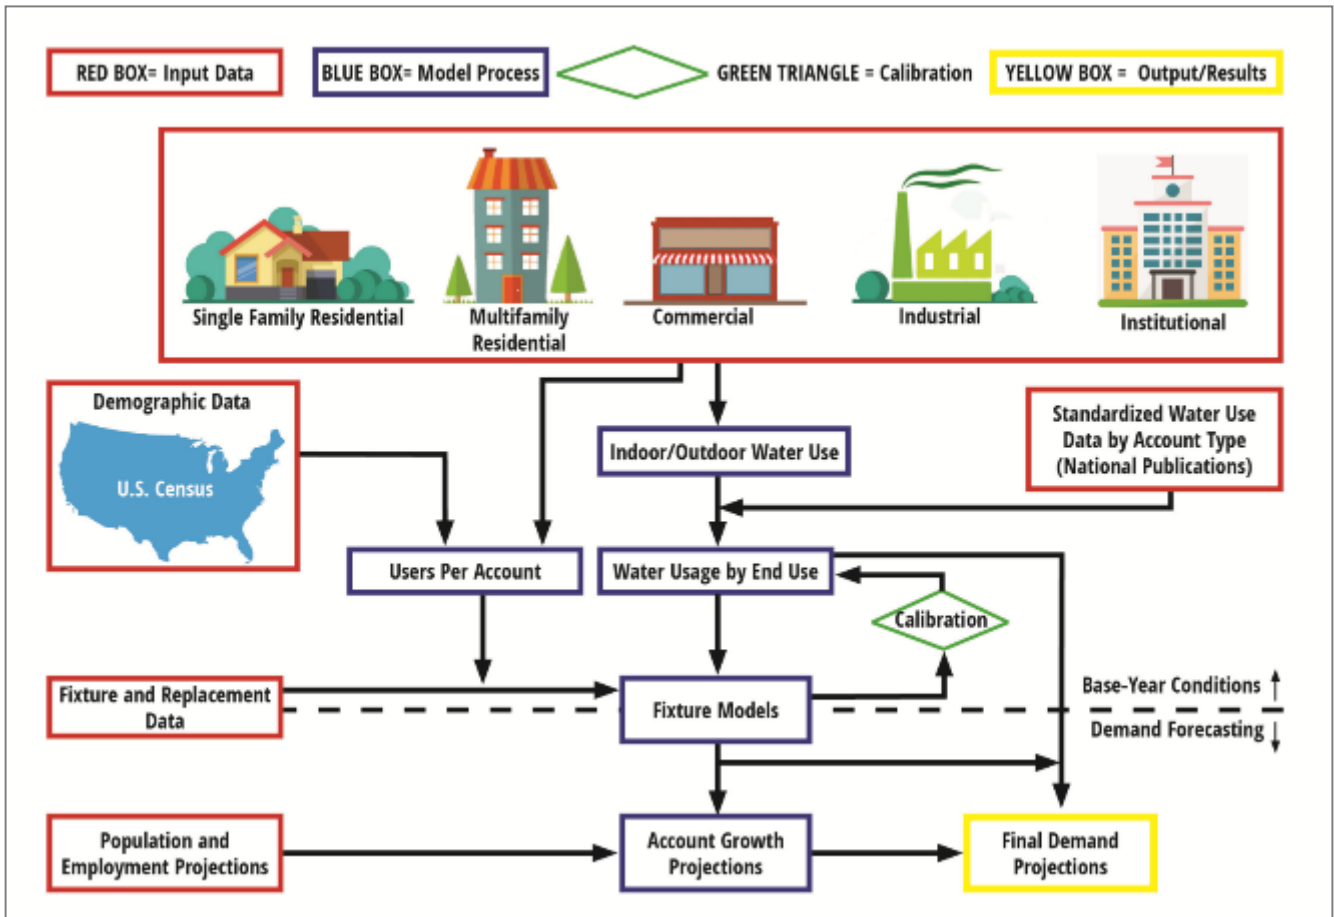 RED BOX= Input Data
BLUE BOX= Model Process
GREEN TRIANGLE = Calibration
YELLOW BOX = Output/Results
Single Family Residential
Multifamily
Residential
Commercial
Industrial
Institutional
Demographic Data
U.S. Census
Standardized Water Use
Data by Account Type
(National Publications)
Indoor/Outdoor Water Use
Users Per Account
Water Usage by End Use
Calibration
Fixture and Replacement
Data
Fixture Models
Base-Year Conditions
Demand Forecasting
Population and
Employment Projections
Account Growth
Projections
Final Demand
Projections